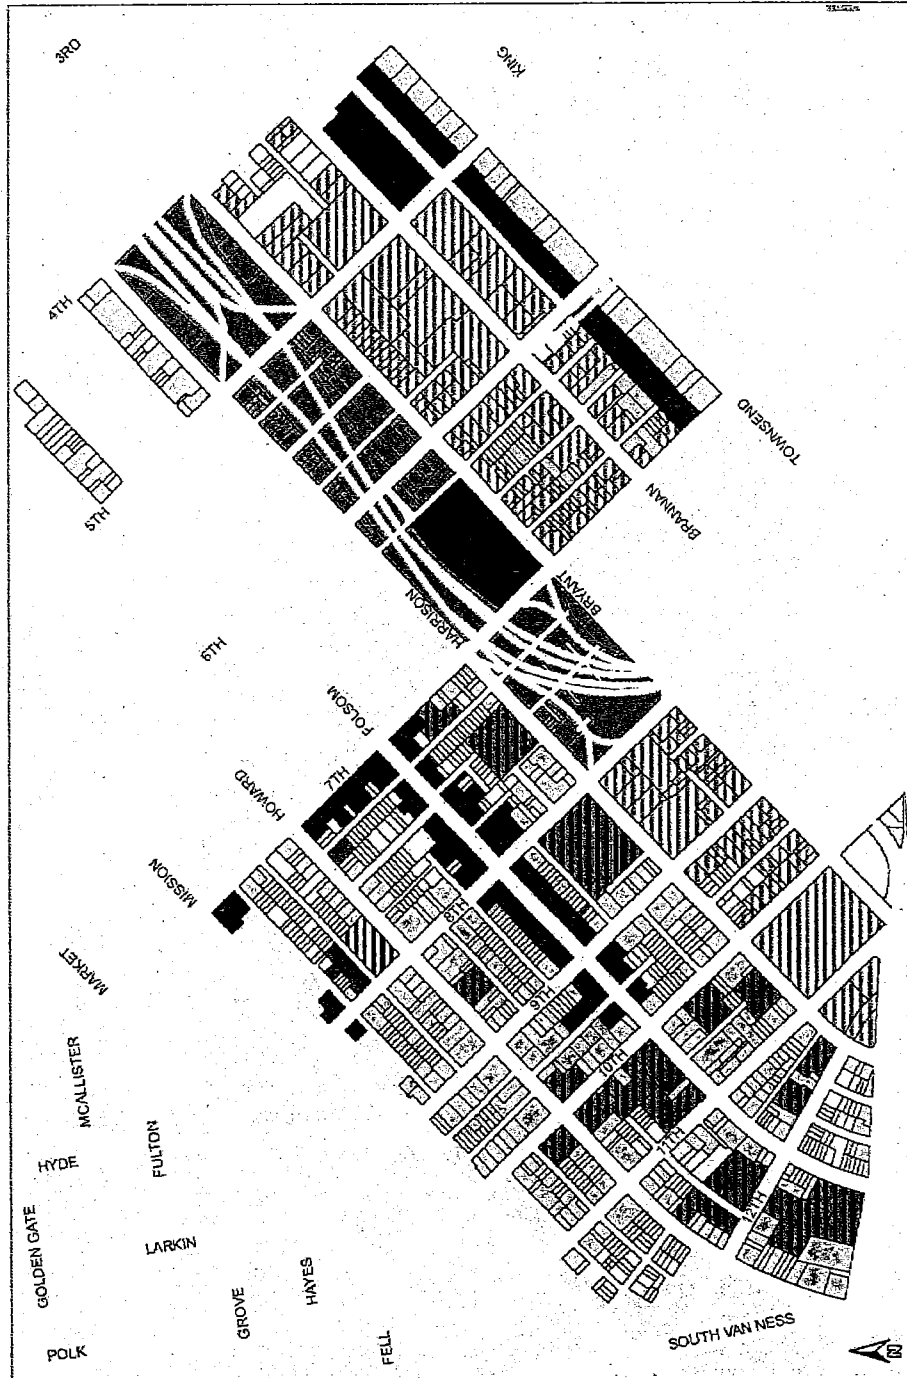 3RD
KING
4TH
5TH
TOWNSEND
BRANNAN
BRYANT
HARRISON
6TH
FOLSOM
7TH
HOWARD
MISSION
8TH
MARKET
9TH
MCALLISTER
10TH
HYDE
FULTON
11TH
GOLDEN GATE
LARKIN
12TH
HAYES
GROVE
SOUTH VAN NESS
FELL
POLK
N